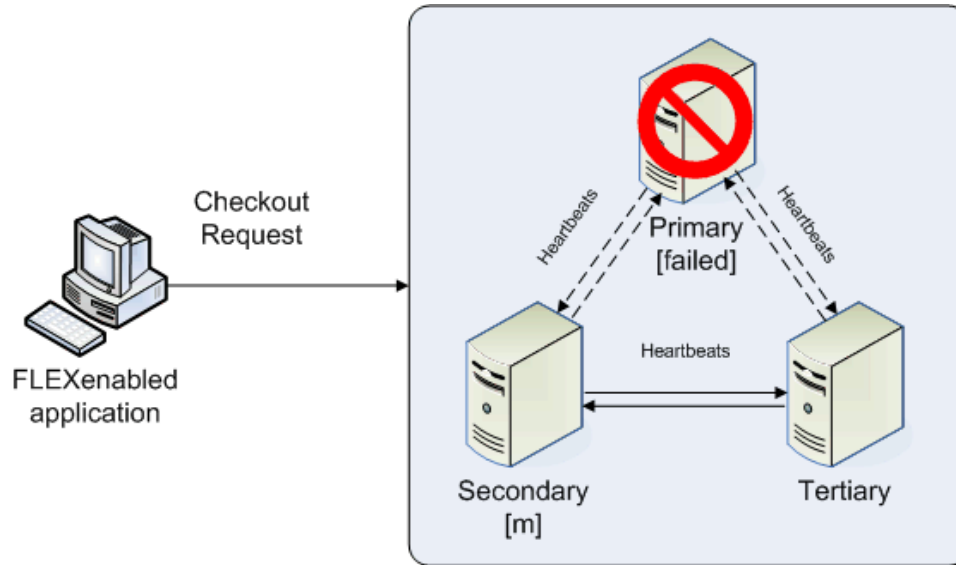 Checkout
Request
FLEXenabled
application
Heartbeats
Primary
[failed]
Heartbeats
Heartbeats
Secondary
[m]
Tertiary